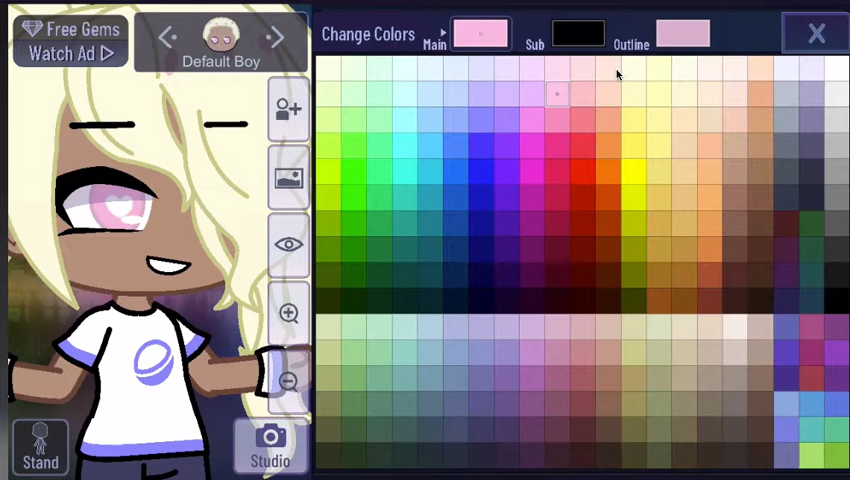 Free Gems
Watch Ad
Default Boy
Change Colors
Main
Sub
Outline
Stand
Studio